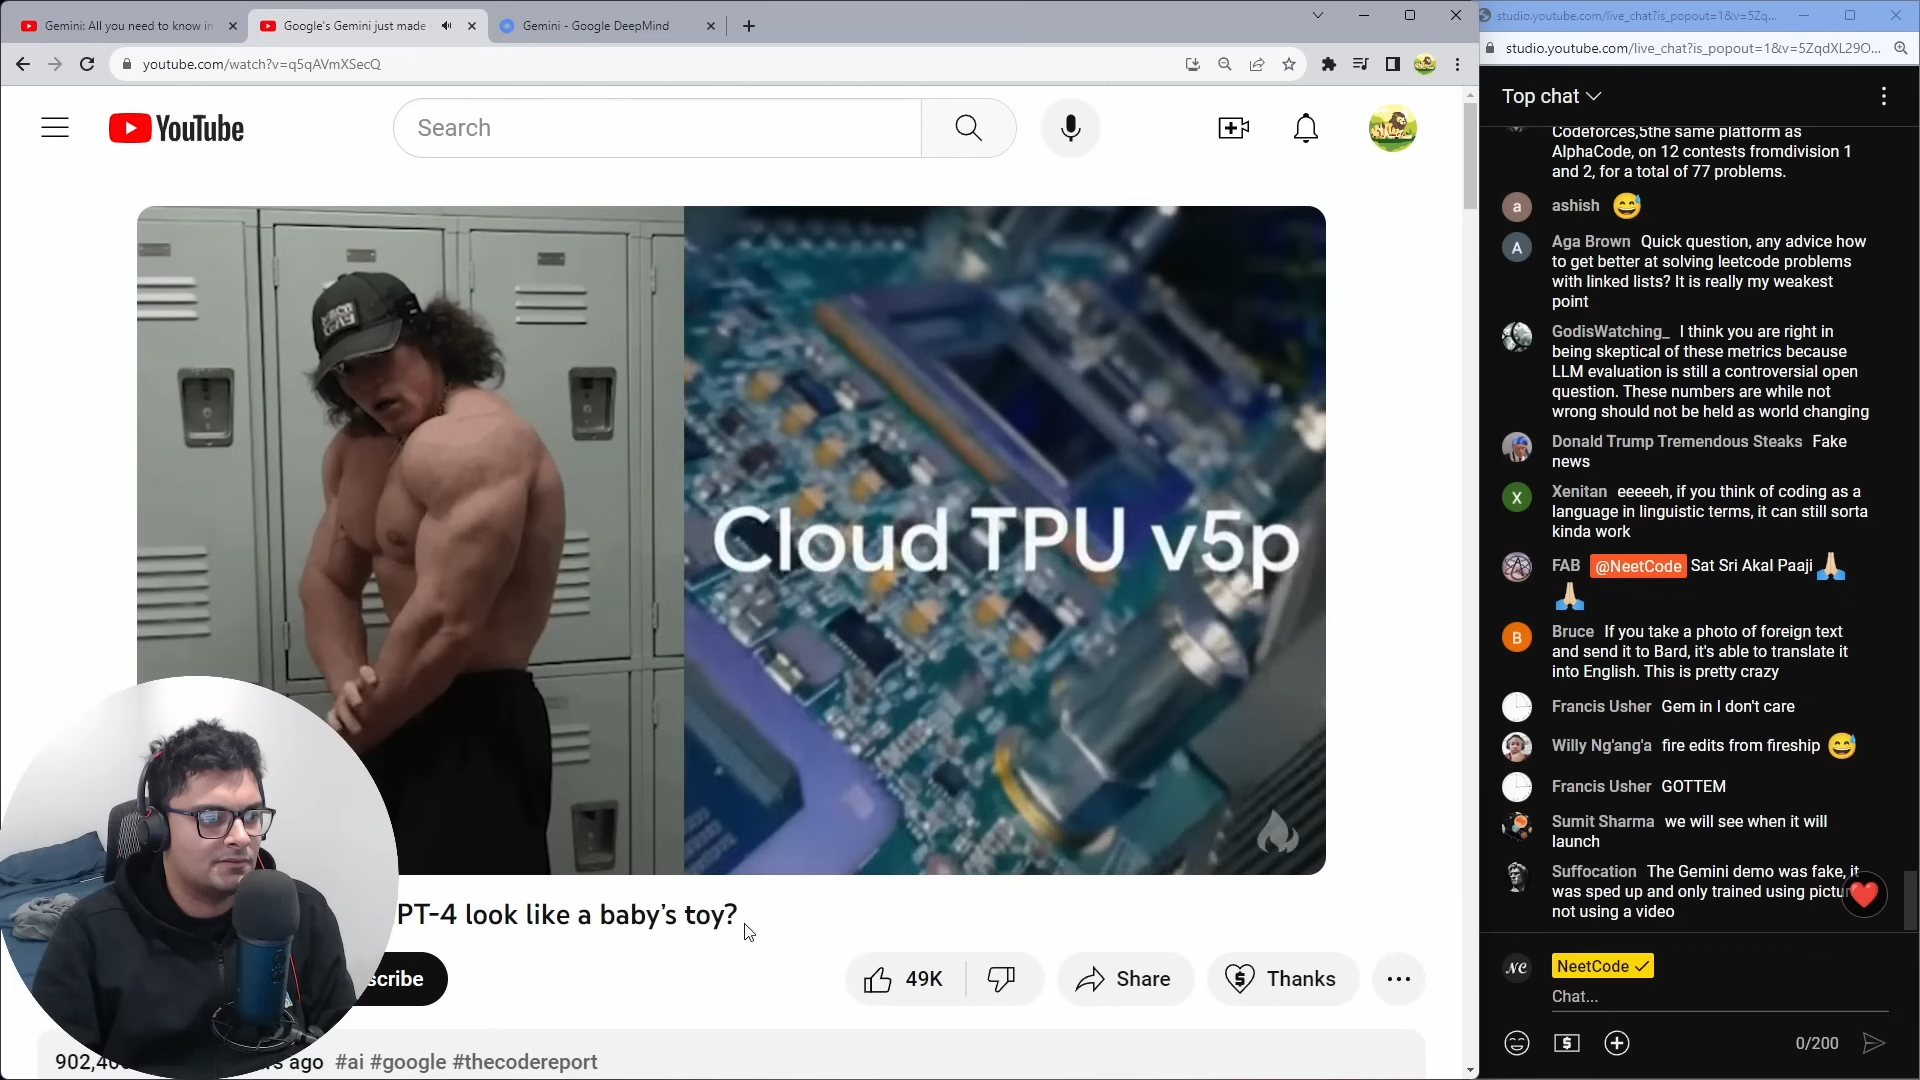 Gemini: All you need to know in
Google's Gemini just made
Gemini - Google DeepMind
youtube.com/watch?v=q5qAVmXSecQ
YouTube
Search
Cloud TPU v5p
PT-4 look like a baby's toy?
scribe
49K
Share
Thanks
ago #ai #google #thecodereport
studio.youtube.com/live_chat?is_popout=1&v=5Zq...
studio.youtube.com/live_chat?is_popout=1&v=5ZqdXL29O...
Top chat
Codeforces,5the same platform as
AlphaCode, on 12 contests fromdivision 1
and 2, for a total of 77 problems.
a
ashish 😅
A
Aga Brown Quick question, any advice how
to get better at solving leetcode problems
with linked lists? It is really my weakest
point
GodisWatching_ I think you are right in
being skeptical of these metrics because
LLM evaluation is still a controversial open
question. These numbers are while not
wrong should not be held as world changing
Donald Trump Tremendous Steaks Fake
news
X
Xenitan eeeeeh, if you think of coding as a
language in linguistic terms, it can still sorta
kinda work
FAB @NeetCode Sat Sri Akal Paaji 🙏
🙏
B
Bruce If you take a photo of foreign text
and send it to Bard, it's able to translate it
into English. This is pretty crazy
Francis Usher Gem in I don't care
Willy Ng'ang'a fire edits from fireship 😅
Francis Usher GOTTEM
Sumit Sharma we will see when it will
launch
Suffocation The Gemini demo was fake, it
was sped up and only trained using pictu
not using a video
NC
NeetCode
Chat...
0/200